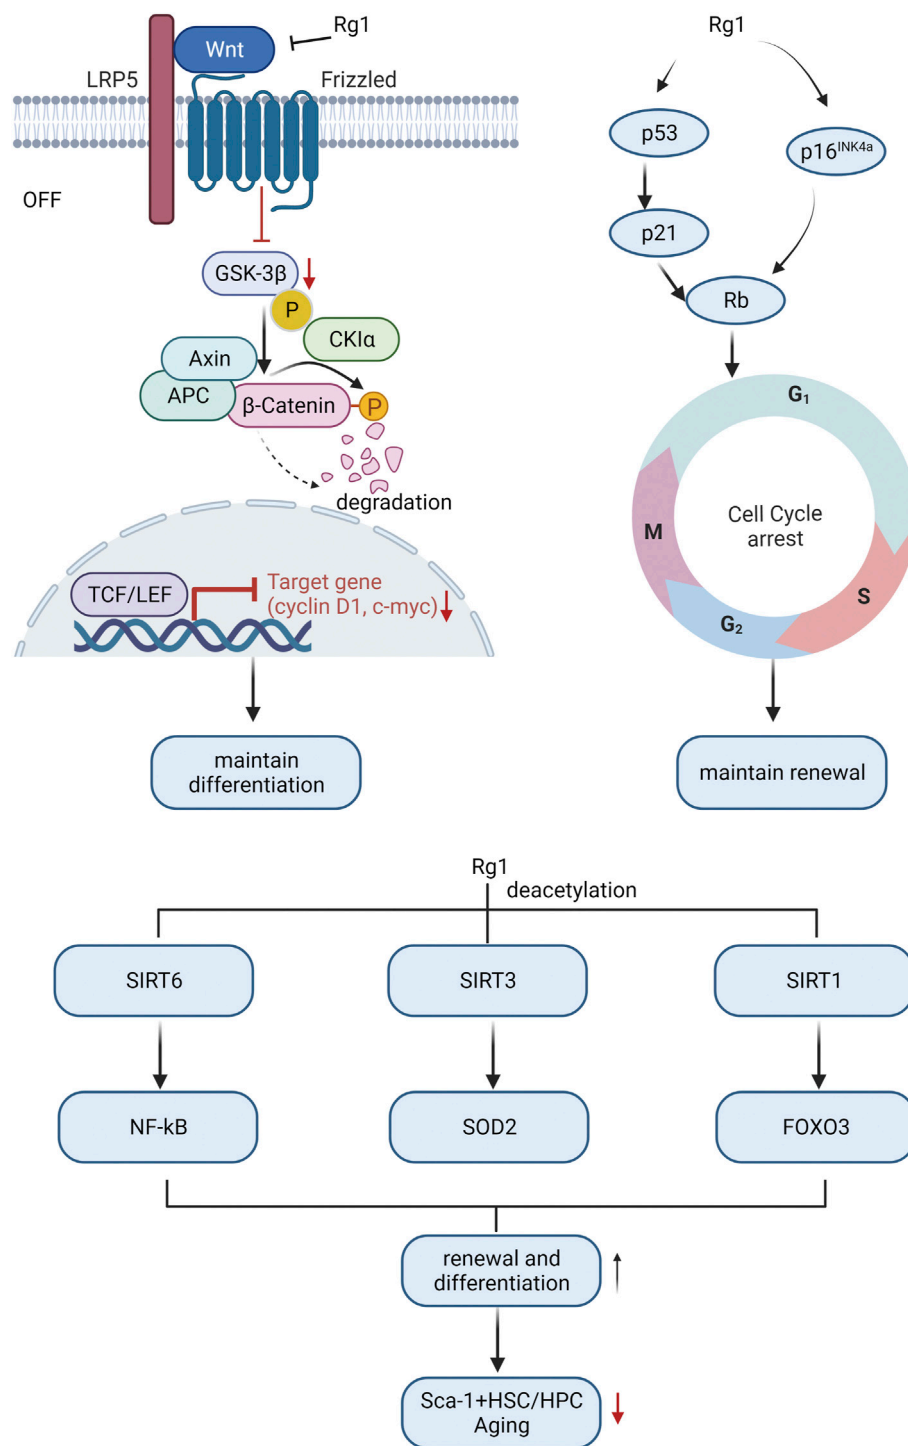 Rg1
Wnt
LRP5
Frizzled
OFF
GSK-3β
P
CKIα
Axin
APC
β-Catenin
P
degradation
TCF/LEF
Target gene
(cyclin D1, c-myc)
maintain
differentiation
Rg1
p53
p16INK4a
p21
Rb
G1
Cell Cycle
arrest
M
S
G2
maintain renewal
Rg1
deacetylation
SIRT6
SIRT3
SIRT1
NF-kB
SOD2
FOXO3
renewal and
differentiation
Sca-1+HSC/HPC
Aging